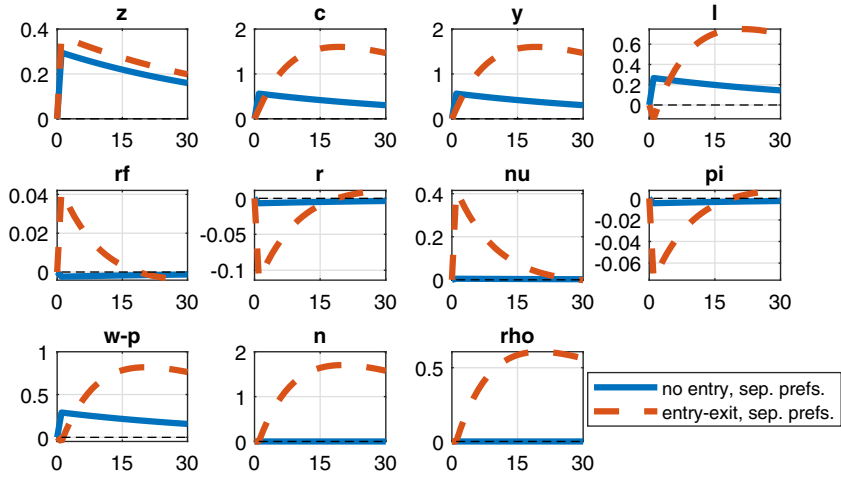 z c y l
0.4 2 2 0.6
0.2 1 1 0.4
0.2
0 0 0 0
0 15 30 0 15 30 0 15 30 0 15 30
rf r nu pi
0.04 0 0.4 0
0.02 -0.05 0.2 -0.02
-0.04
0 -0.1 0 -0.06
0 15 30 0 15 30 0 15 30 0 15 30
w-p n rho
1 2 0.5
0.5 1
0 0 0
0 15 30 0 15 30 0 15 30
no entry, sep. prefs.
entry-exit, sep. prefs.